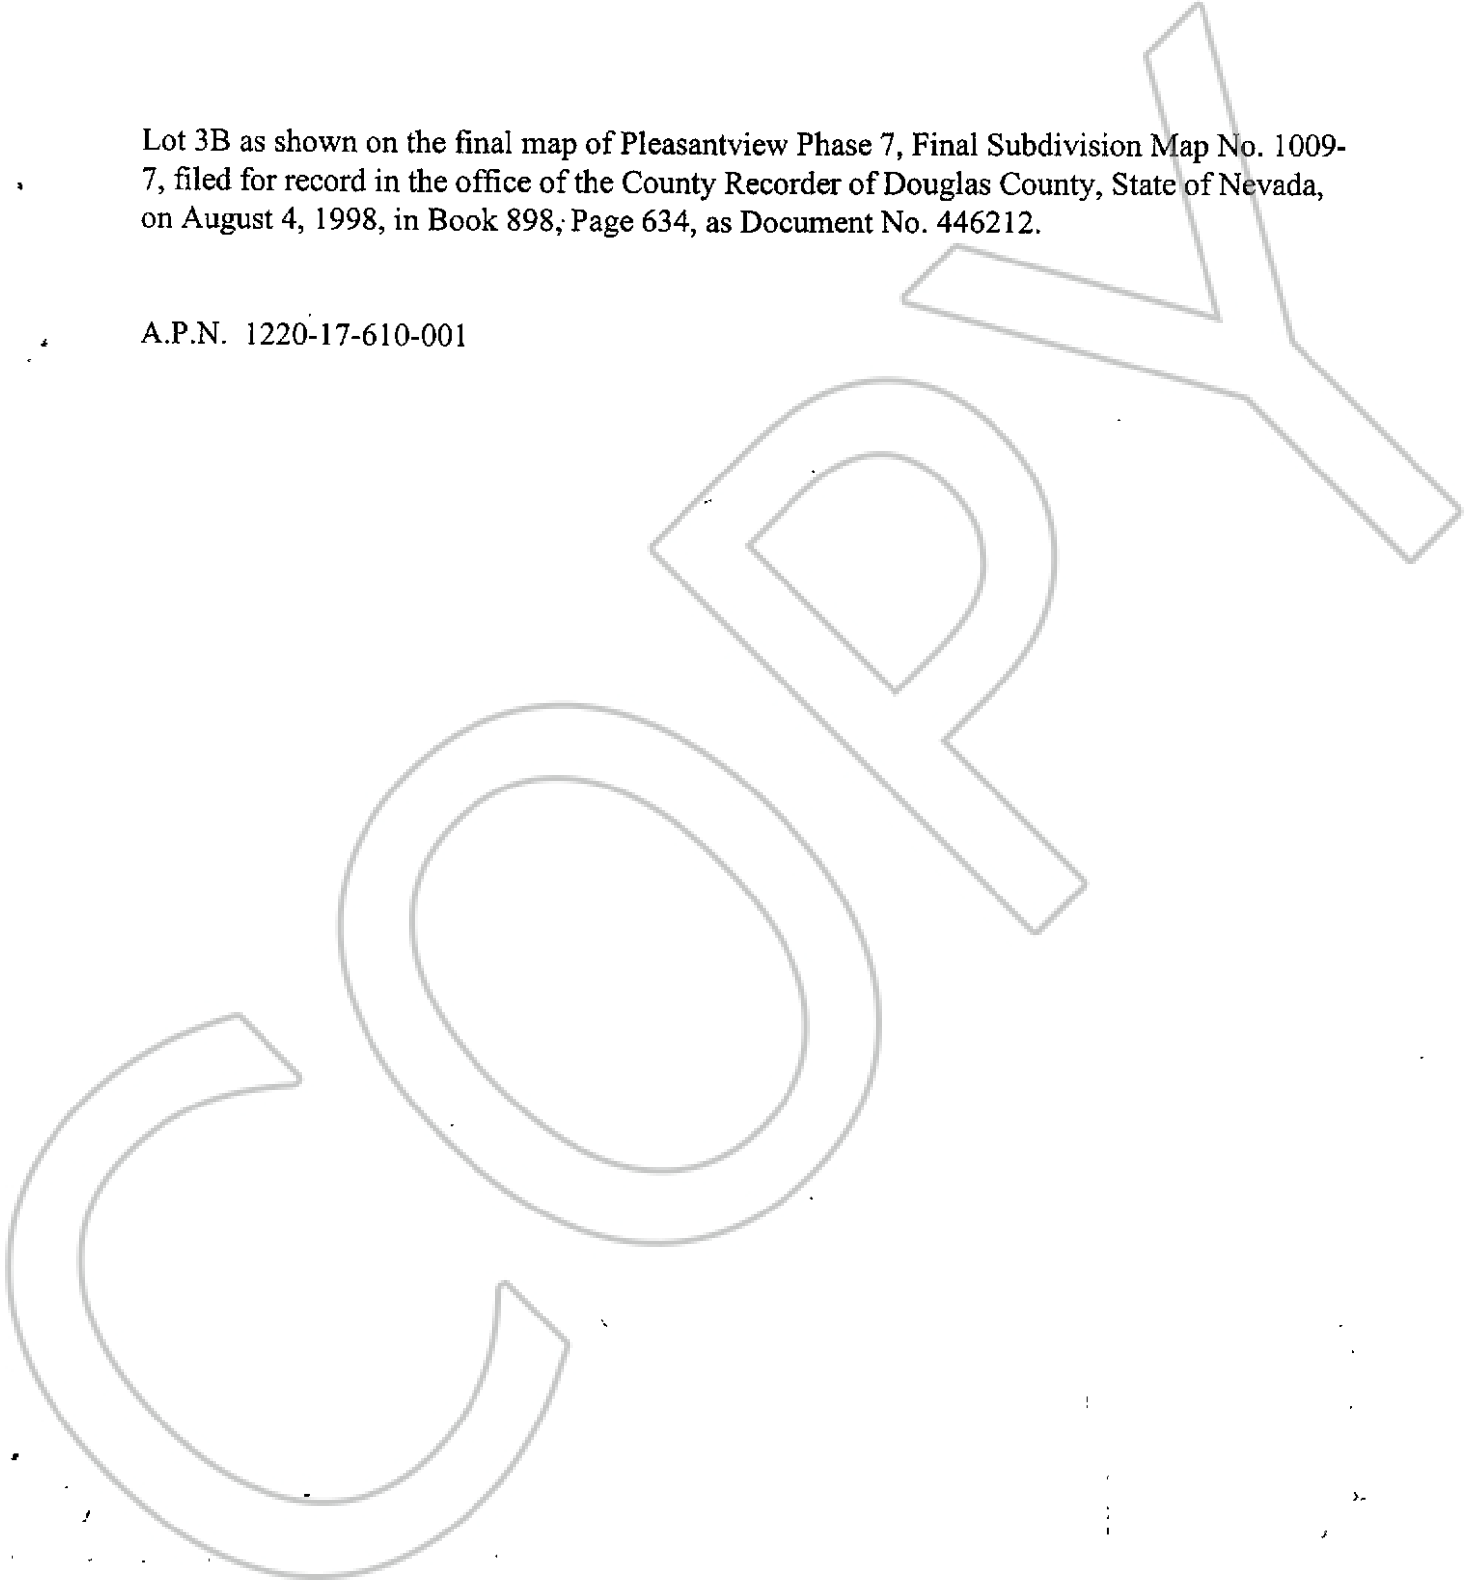 Lot 3B as shown on the final map of Pleasantview Phase 7, Final Subdivision Map No. 1009-
7, filed for record in the office of the County Recorder of Douglas County, State of Nevada,
on August 4, 1998, in Book 898, Page 634, as Document No. 446212.
A.P.N. 1220-17-610-001
COPY